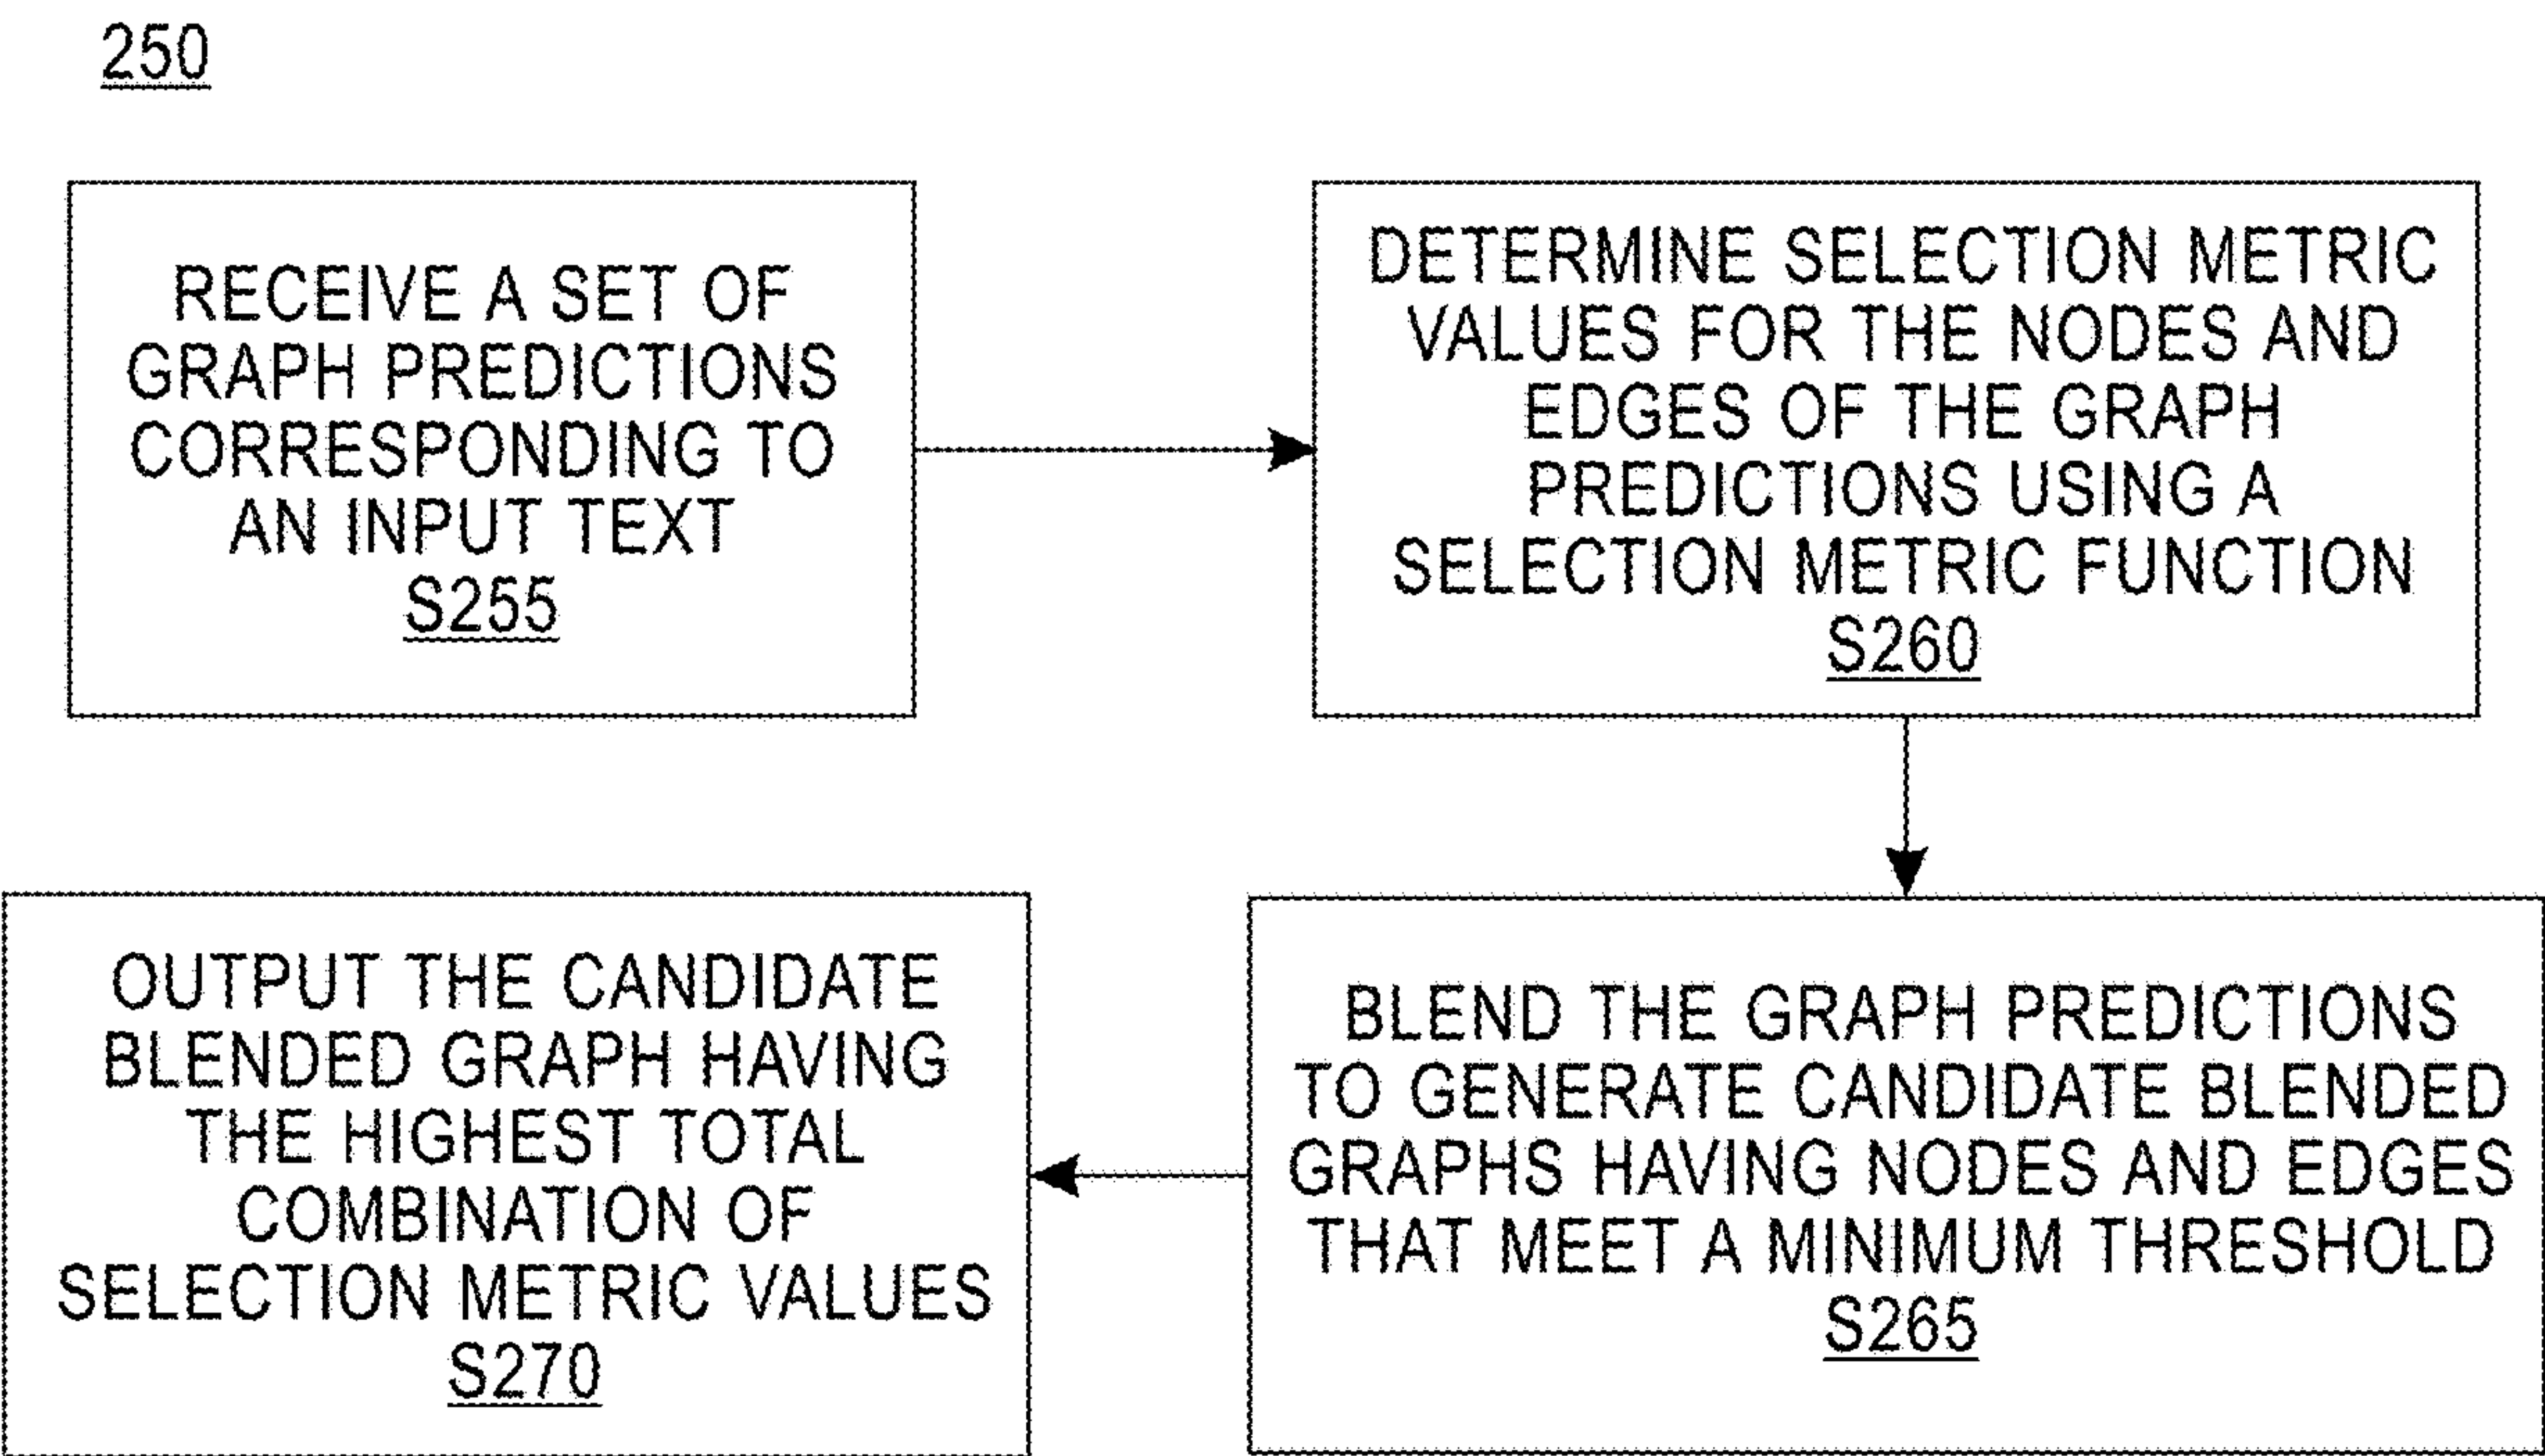 250
RECEIVE A SET OF
GRAPH PREDICTIONS
CORRESPONDING TO
AN INPUT TEXT
S255
DETERMINE SELECTION METRIC
VALUES FOR THE NODES AND
EDGES OF THE GRAPH
PREDICTIONS USING A
SELECTION METRIC FUNCTION
S260
BLEND THE GRAPH PREDICTIONS
TO GENERATE CANDIDATE BLENDED
GRAPHS HAVING NODES AND EDGES
THAT MEET A MINIMUM THRESHOLD
S265
OUTPUT THE CANDIDATE
BLENDED GRAPH HAVING
THE HIGHEST TOTAL
COMBINATION OF
SELECTION METRIC VALUES
S270